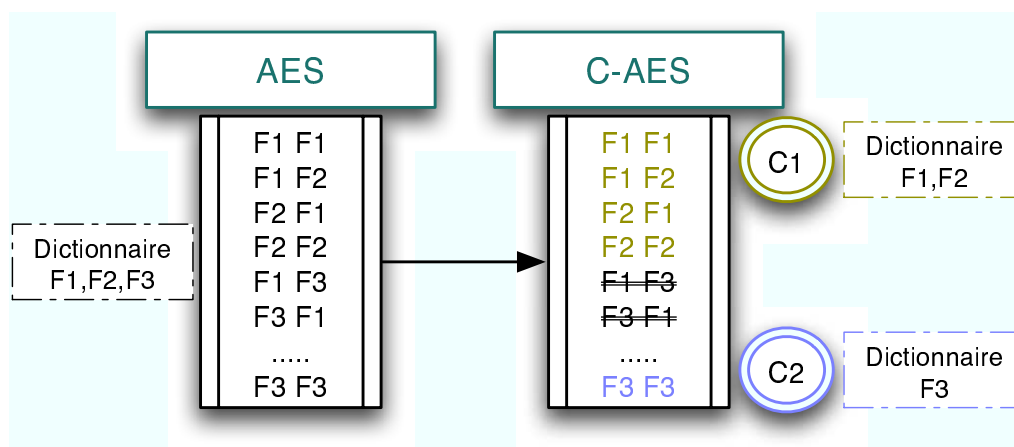 AES
C-AES
Dictionnaire
F1,F2,F3
F1 F1
F1 F2
F2 F1
F2 F2
F1 F3
F3 F1
.....
F3 F3
F1 F1
F1 F2
F2 F1
F2 F2
F1 F3
F3 F1
.....
F3 F3
C1
Dictionnaire
F1,F2
C2
Dictionnaire
F3